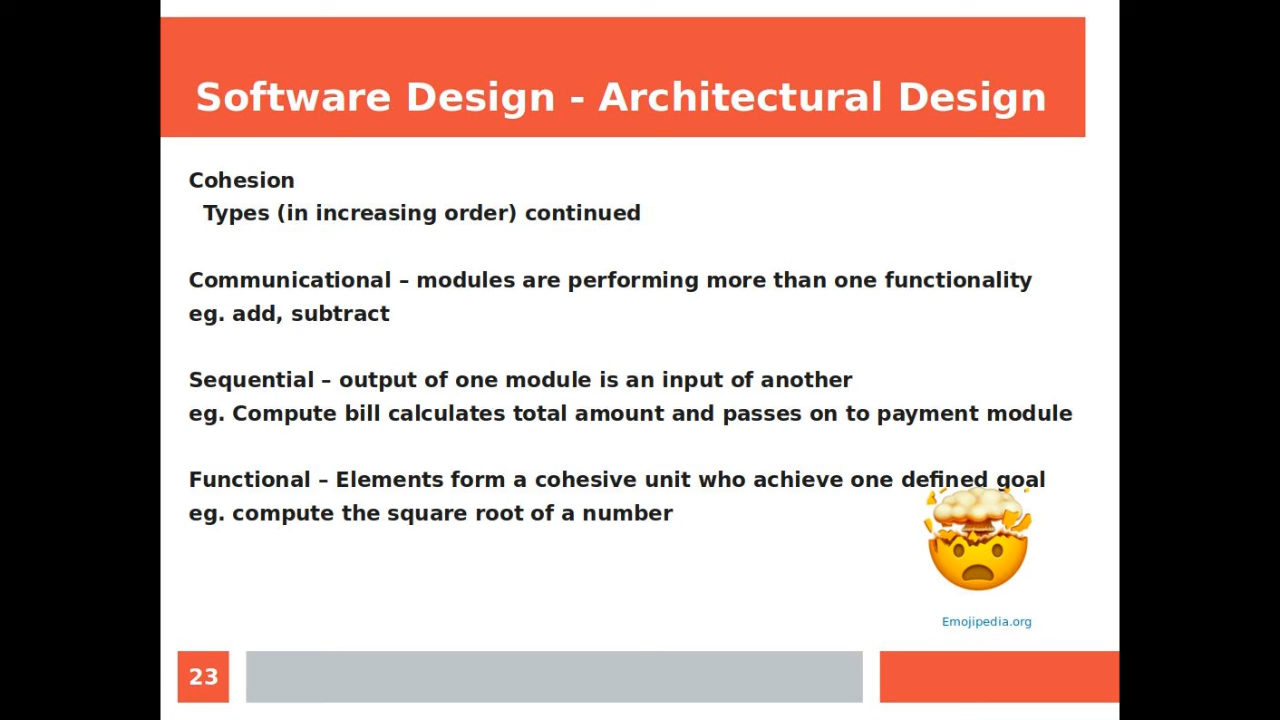 Software Design - Architectural Design
Cohesion
Types (in increasing order) continued
Communicational – modules are performing more than one functionality
eg. add, subtract
Sequential – output of one module is an input of another
eg. Compute bill calculates total amount and passes on to payment module
Functional – Elements form a cohesive unit who achieve one defined goal
eg. compute the square root of a number
Emojipedia.org
23